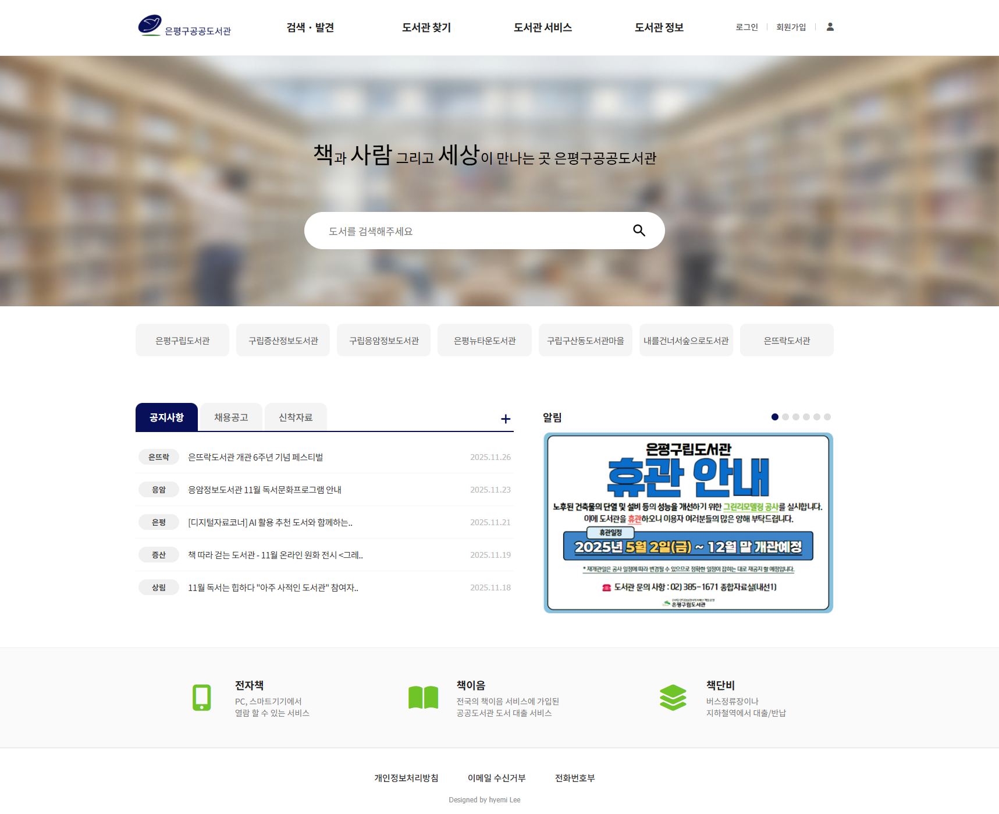 은평구공공도서관
검색 · 발견
도서관 찾기
도서관 서비스
도서관 정보
로그인
회원가입
책과 사람 그리고 세상이 만나는 곳 은평구공공도서관
도서를 검색해주세요
은평구립도서관
구립증산정보도서관
구립응암정보도서관
은평뉴타운도서관
구립구산동도서관마을
내를건너서숲으로도서관
은뜨락도서관
공지사항
채용공고
신착자료
은뜨락 은뜨락도서관 개관 6주년 기념 페스티벌 2025.11.26
응암 응암정보도서관 11월 독서문화프로그램 안내 2025.11.23
은평 [디지털자료코너] AI 활용 추천 도서와 함께하는.. 2025.11.21
증산 책 따라 걷는 도서관 - 11월 온라인 원화 전시 <그레.. 2025.11.19
상림 11월 독서는 힙하다 "아주 사적인 도서관" 참여자.. 2025.11.18
알림
은평구립도서관
휴관 안내
노후된 건축물의 단열 및 설비 등의 성능을 개선하기 위한 그린리모델링 공사를 실시합니다.
이에 도서관을 휴관하오니 이용자 여러분들의 많은 양해 부탁드립니다.
휴관일정
2025년 5월 2일(금) ~ 12월 말 개관예정
* 재개관일은 공사 일정에 따라 변경될 수 있으므로 정확한 일정이 잡히는 대로 재공지 할 예정입니다.
도서관 문의 사항 : 02) 385-1671 종합자료실(내선1)
은평구립도서관
전자책
PC, 스마트기기에서
열람 할 수 있는 서비스
책이음
전국의 책이음 서비스에 가입된
공공도서관 도서 대출 서비스
책단비
버스정류장이나
지하철역에서 대출/반납
개인정보처리방침
이메일 수신거부
전화번호부
Designed by hyemi Lee